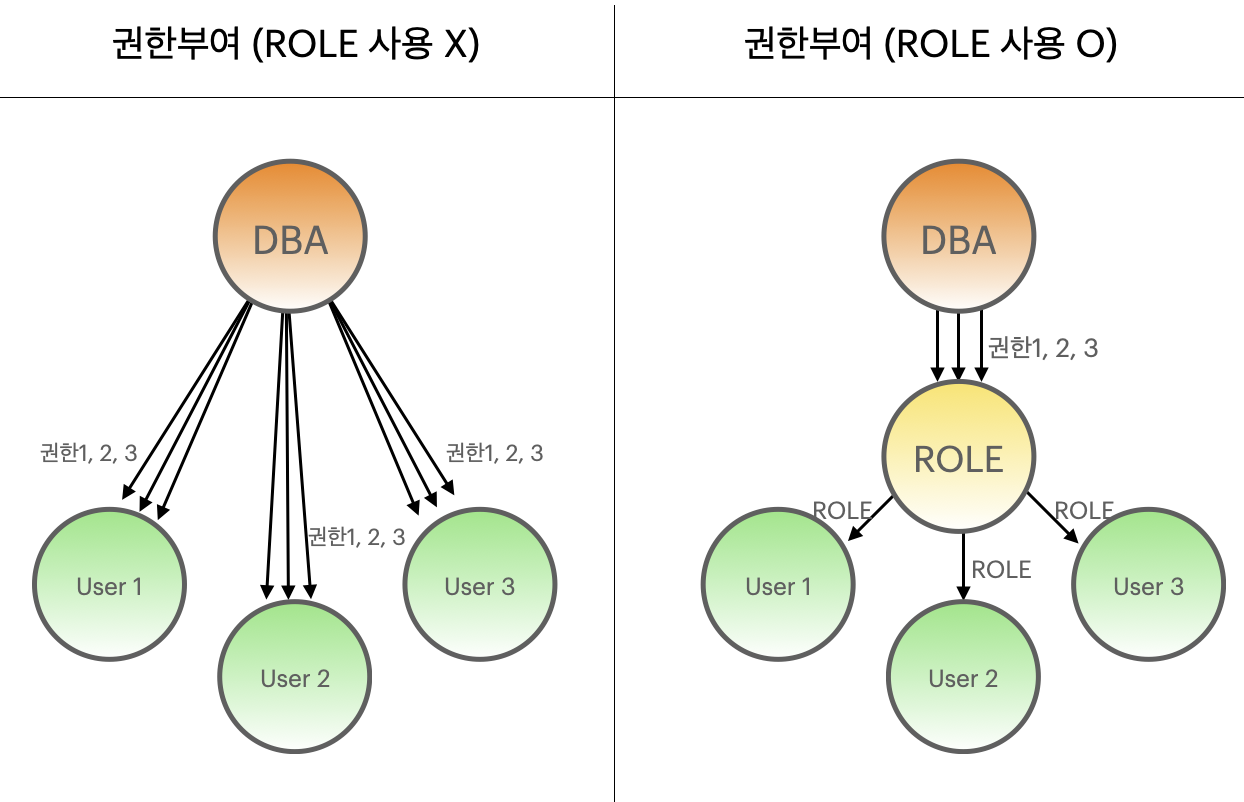 권한부여 (ROLE 사용 X)
DBA
권한1, 2, 3
권한1, 2, 3
권한1, 2, 3
User 1
User 2
User 3
권한부여 (ROLE 사용 O)
DBA
권한1, 2, 3
ROLE
ROLE
ROLE
ROLE
User 1
User 2
User 3